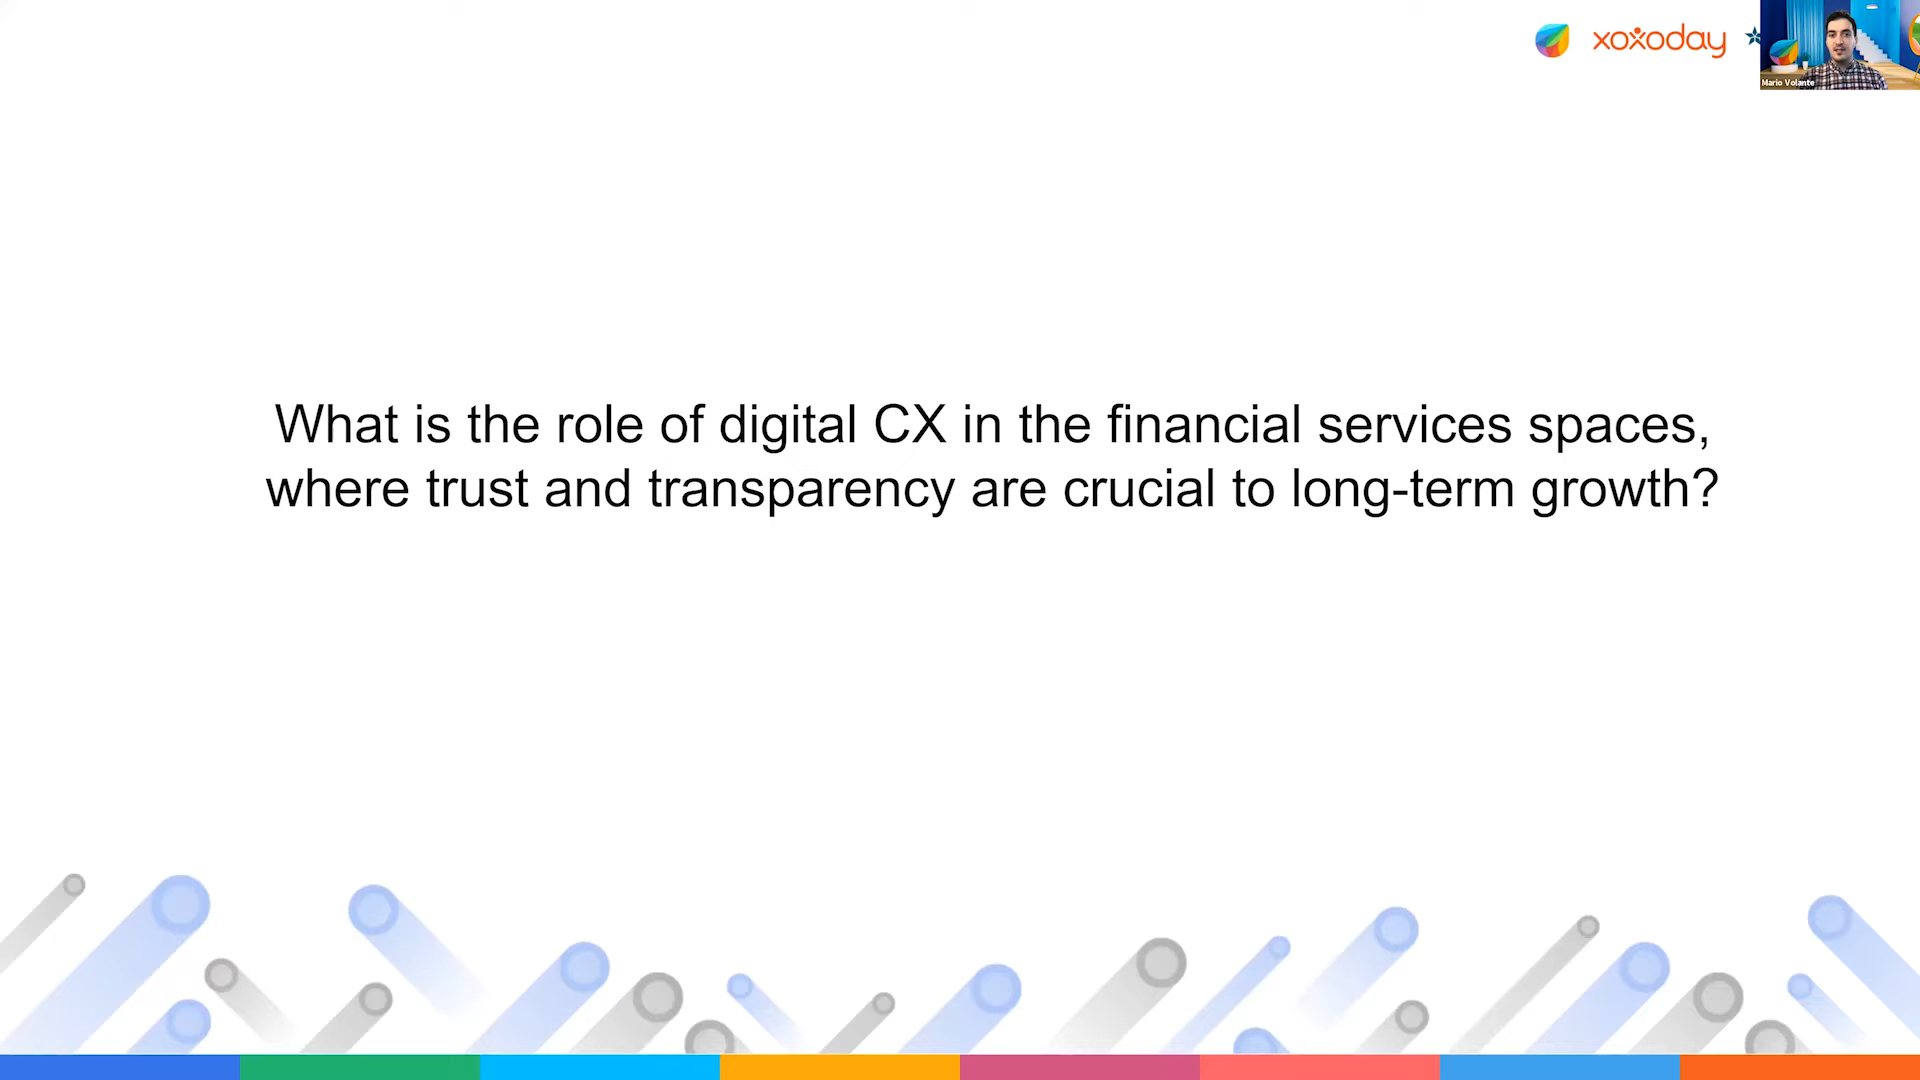 xoxoday
Mario Volante
What is the role of digital CX in the financial services spaces,
where trust and transparency are crucial to long-term growth?